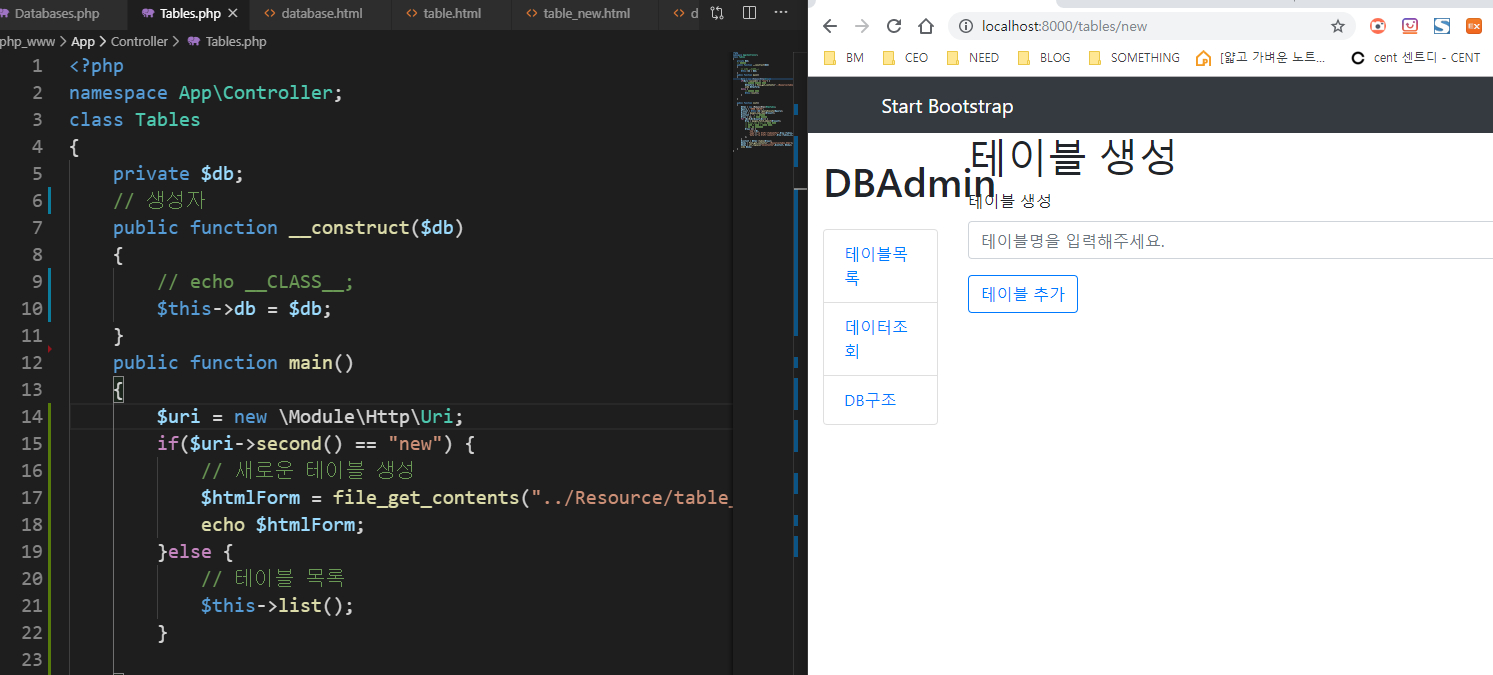 Databases.php
Tables.php
database.html
table.html
table_new.html
d
php_www > App > Controller > Tables.php
1 <?php
2 namespace App\Controller;
3 class Tables
4 {
5 private $db;
6 // 생성자
7 public function __construct($db)
8 {
9 // echo __CLASS__;
10 $this->db = $db;
11 }
12 public function main()
13 {
14 $uri = new \Module\Http\Uri;
15 if($uri->second() == "new") {
16 // 새로운 테이블 생성
17 $htmlForm = file_get_contents("../Resource/table_
18 echo $htmlForm;
19 }else {
20 // 테이블 목록
21 $this->list();
22 }
23
localhost:8000/tables/new
BM
CEO
NEED
BLOG
SOMETHING
[얇고 가벼운 노트...
cent 센트디 - CENT
Start Bootstrap
DBAdmin
테이블목
록
데이터조
회
DB구조
테이블 생성
테이블 생성
테이블명을 입력해주세요.
테이블 추가